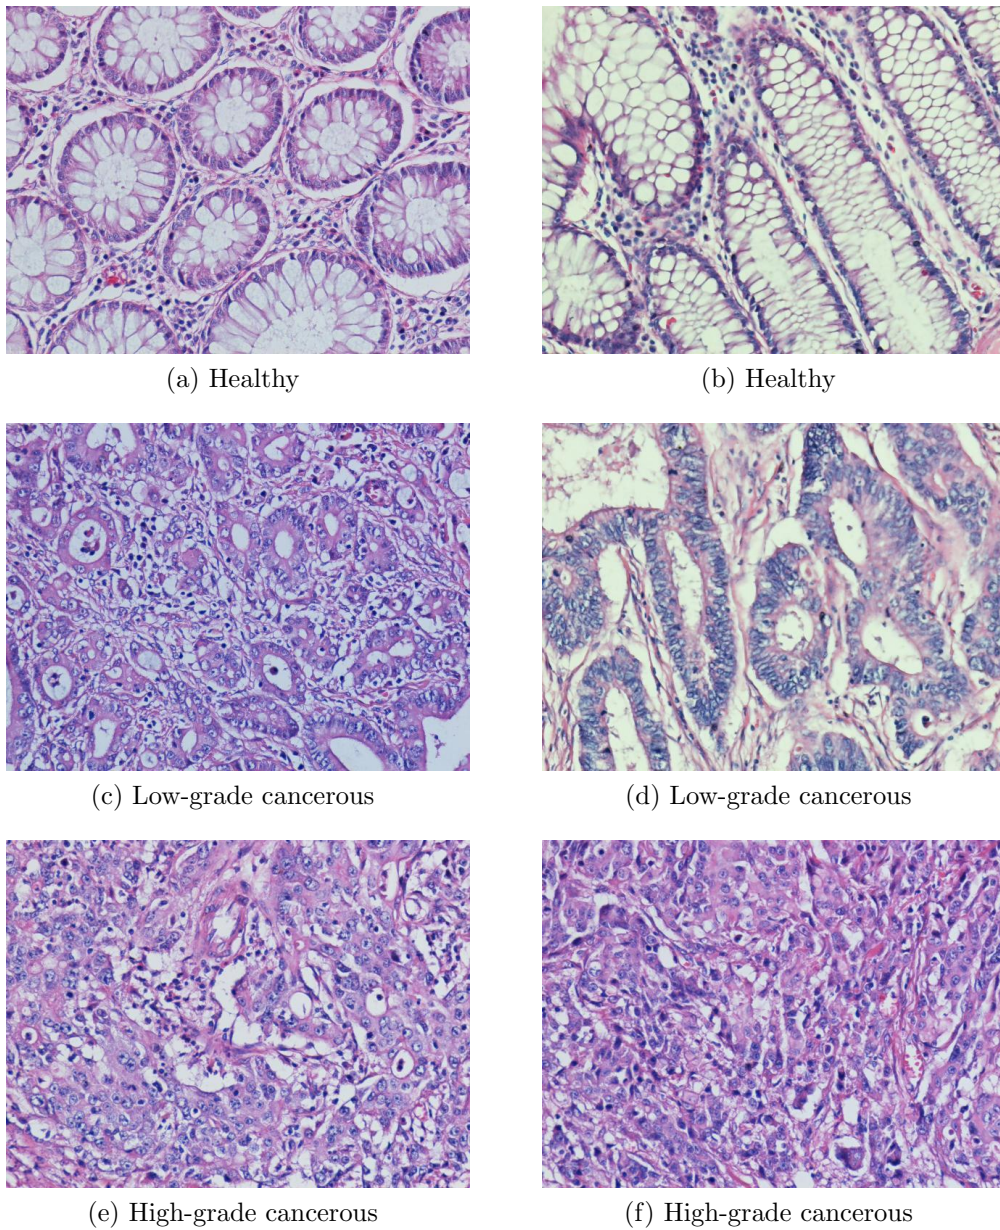 (a) Healthy
(b) Healthy
(c) Low-grade cancerous
(d) Low-grade cancerous
(e) High-grade cancerous
(f) High-grade cancerous